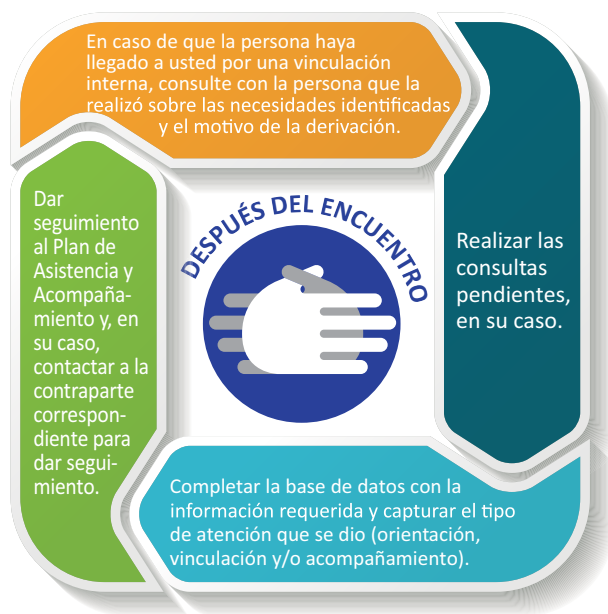 En caso de que la persona haya
llegado a usted por una vinculación
interna, consulte con la persona que la
realizó sobre las necesidades identificadas
y el motivo de la derivación.
DESPUÉS DEL ENCUENTRO
Realizar las
consultas
pendientes,
en su caso.
Completar la base de datos con la
información requerida y capturar el tipo
de atención que se dio (orientación,
vinculación y/o acompañamiento).
Dar
seguimiento
al Plan de
Asistencia y
Acompaña-
miento y, en
su caso,
contactar a la
contraparte
correspon-
diente para
dar segui-
miento.